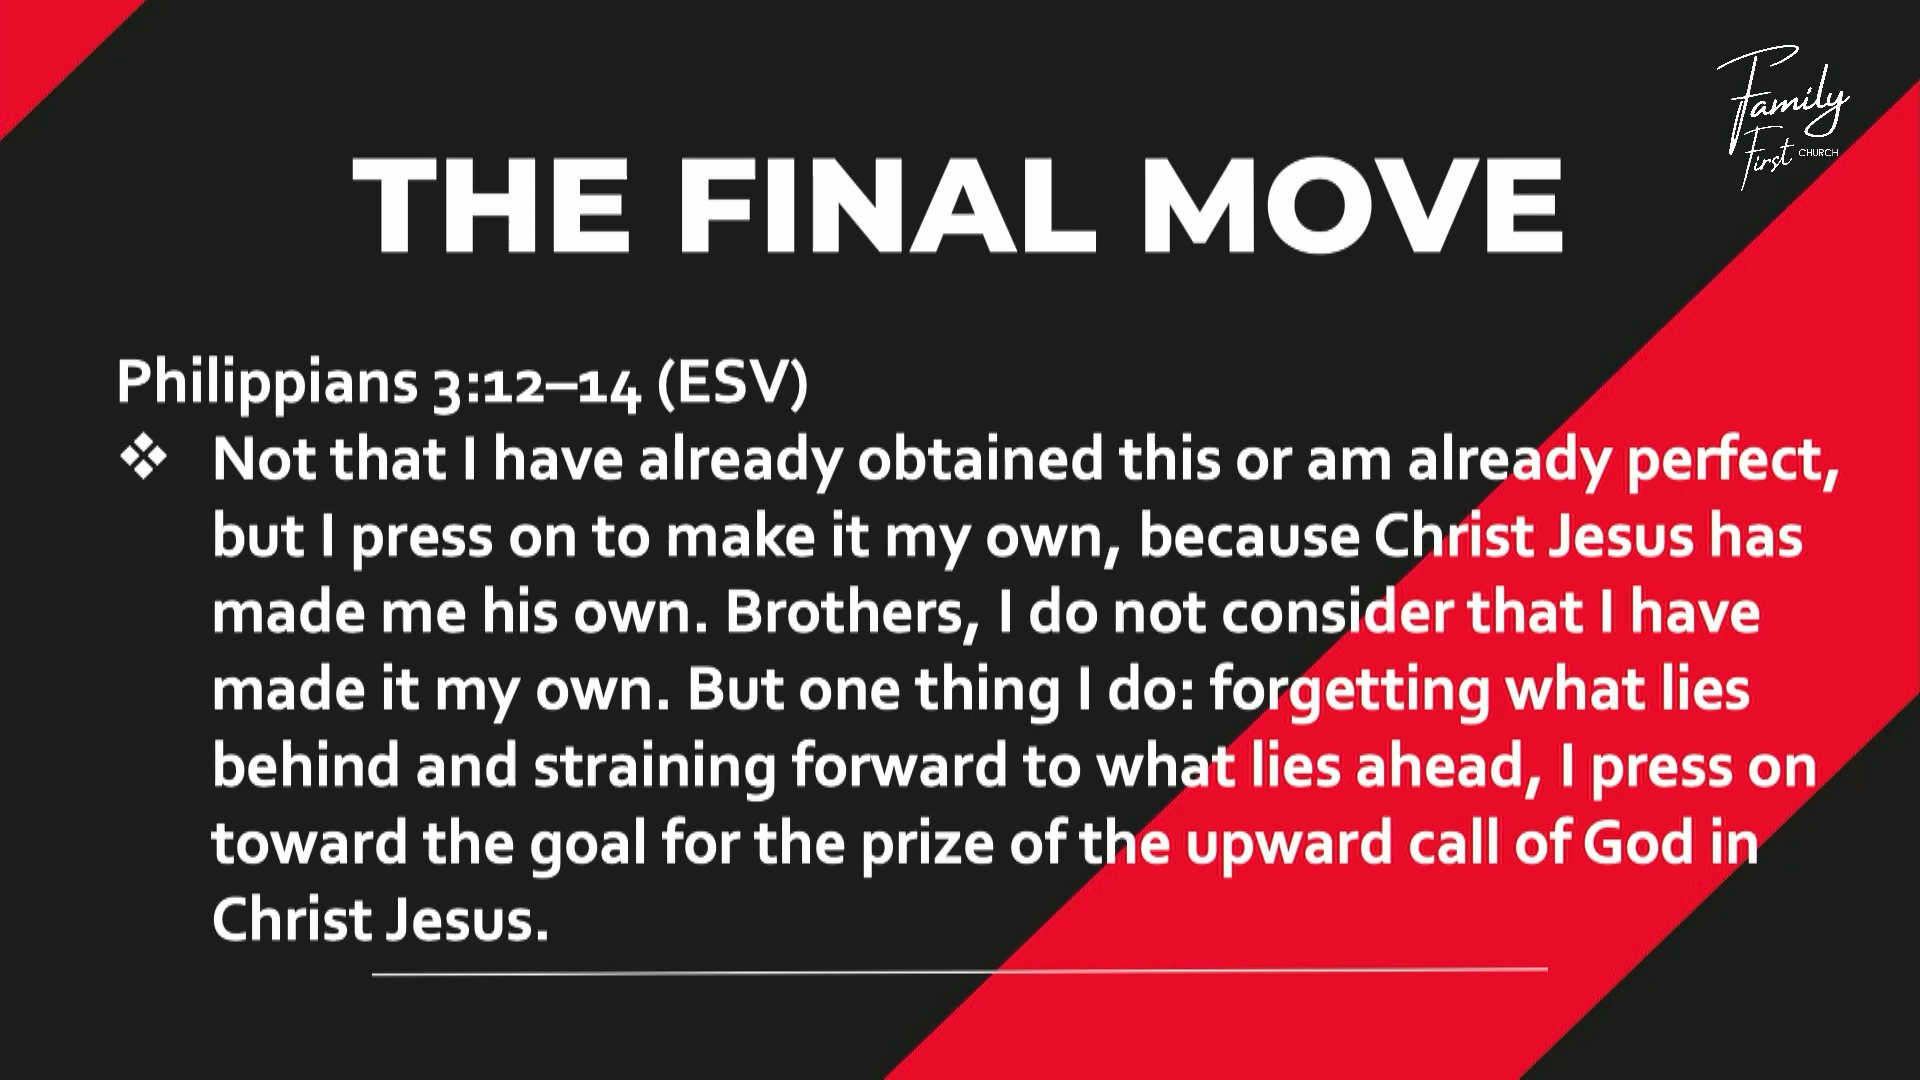 Family
First CHURCH
THE FINAL MOVE
Philippians 3:12–14 (ESV)
❖ Not that I have already obtained this or am already perfect,
but I press on to make it my own, because Christ Jesus has
made me his own. Brothers, I do not consider that I have
made it my own. But one thing I do: forgetting what lies
behind and straining forward to what lies ahead, I press on
toward the goal for the prize of the upward call of God in
Christ Jesus.